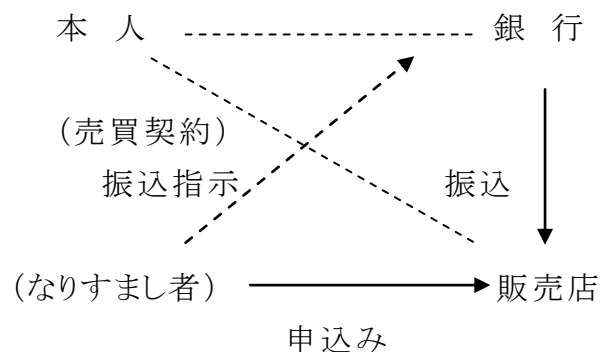 本 人
銀 行
(売買契約)
振込指示
振込
(なりすまし者)
販売店
申込み